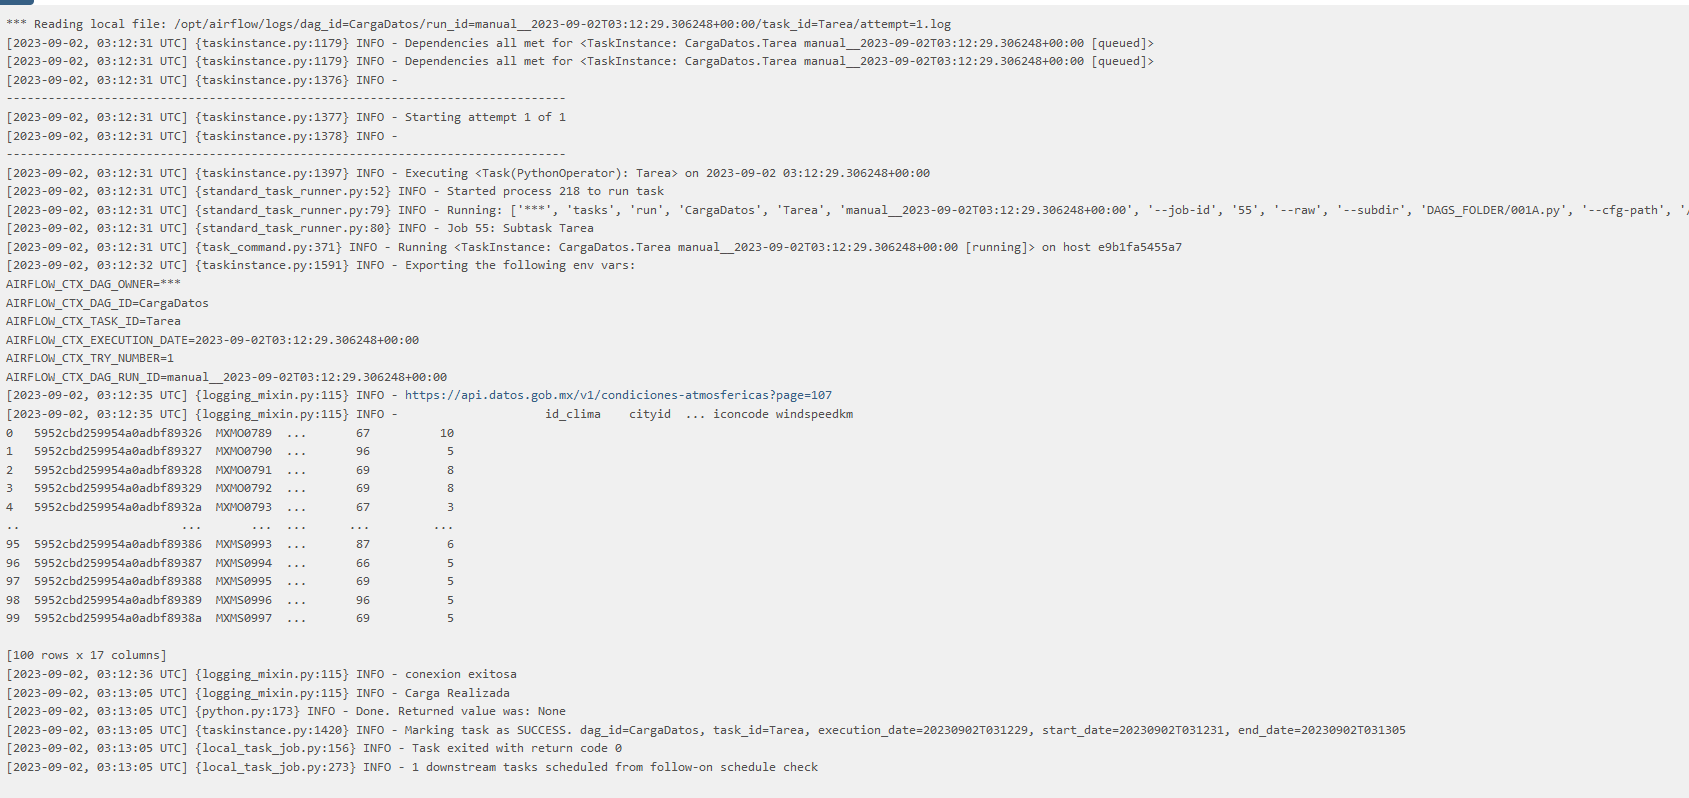 *** Reading local file: /opt/airflow/logs/dag_id=CargaDatos/run_id=manual__2023-09-02T03:12:29.306248+00:00/task_id=Tarea/attempt=1.log
[2023-09-02, 03:12:31 UTC] {taskinstance.py:1179} INFO - Dependencies all met for <TaskInstance: CargaDatos.Tarea manual__2023-09-02T03:12:29.306248+00:00 [queued]>
[2023-09-02, 03:12:31 UTC] {taskinstance.py:1179} INFO - Dependencies all met for <TaskInstance: CargaDatos.Tarea manual__2023-09-02T03:12:29.306248+00:00 [queued]>
[2023-09-02, 03:12:31 UTC] {taskinstance.py:1376} INFO -
--------------------------------------------------------------------------------
[2023-09-02, 03:12:31 UTC] {taskinstance.py:1377} INFO - Starting attempt 1 of 1
[2023-09-02, 03:12:31 UTC] {taskinstance.py:1378} INFO -
--------------------------------------------------------------------------------
[2023-09-02, 03:12:31 UTC] {taskinstance.py:1397} INFO - Executing <Task(PythonOperator): Tarea> on 2023-09-02 03:12:29.306248+00:00
[2023-09-02, 03:12:31 UTC] {standard_task_runner.py:52} INFO - Started process 218 to run task
[2023-09-02, 03:12:31 UTC] {standard_task_runner.py:79} INFO - Running: ['***', 'tasks', 'run', 'CargaDatos', 'Tarea', 'manual__2023-09-02T03:12:29.306248+00:00', '--job-id', '55', '--raw', '--subdir', 'DAGS_FOLDER/001A.py', '--cfg-path', '/
[2023-09-02, 03:12:31 UTC] {standard_task_runner.py:80} INFO - Job 55: Subtask Tarea
[2023-09-02, 03:12:31 UTC] {task_command.py:371} INFO - Running <TaskInstance: CargaDatos.Tarea manual__2023-09-02T03:12:29.306248+00:00 [running]> on host e9b1fa5455a7
[2023-09-02, 03:12:32 UTC] {taskinstance.py:1591} INFO - Exporting the following env vars:
AIRFLOW_CTX_DAG_OWNER=***
AIRFLOW_CTX_DAG_ID=CargaDatos
AIRFLOW_CTX_TASK_ID=Tarea
AIRFLOW_CTX_EXECUTION_DATE=2023-09-02T03:12:29.306248+00:00
AIRFLOW_CTX_TRY_NUMBER=1
AIRFLOW_CTX_DAG_RUN_ID=manual__2023-09-02T03:12:29.306248+00:00
[2023-09-02, 03:12:35 UTC] {logging_mixin.py:115} INFO - https://api.datos.gob.mx/v1/condiciones-atmosfericas?page=107
[2023-09-02, 03:12:35 UTC] {logging_mixin.py:115} INFO -                     id_clima    cityid  ... iconcode windspeedkm
0   5952cbd259954a0adbf89326  MXMO0789  ...       67          10
1   5952cbd259954a0adbf89327  MXMO0790  ...       96           5
2   5952cbd259954a0adbf89328  MXMO0791  ...       69           8
3   5952cbd259954a0adbf89329  MXMO0792  ...       69           8
4   5952cbd259954a0adbf8932a  MXMO0793  ...       67           3
..                       ...       ...  ...      ...         ...
95  5952cbd259954a0adbf89386  MXMS0993  ...       87           6
96  5952cbd259954a0adbf89387  MXMS0994  ...       66           5
97  5952cbd259954a0adbf89388  MXMS0995  ...       69           5
98  5952cbd259954a0adbf89389  MXMS0996  ...       96           5
99  5952cbd259954a0adbf8938a  MXMS0997  ...       69           5
[100 rows x 17 columns]
[2023-09-02, 03:12:36 UTC] {logging_mixin.py:115} INFO - conexion exitosa
[2023-09-02, 03:13:05 UTC] {logging_mixin.py:115} INFO - Carga Realizada
[2023-09-02, 03:13:05 UTC] {python.py:173} INFO - Done. Returned value was: None
[2023-09-02, 03:13:05 UTC] {taskinstance.py:1420} INFO - Marking task as SUCCESS. dag_id=CargaDatos, task_id=Tarea, execution_date=20230902T031229, start_date=20230902T031231, end_date=20230902T031305
[2023-09-02, 03:13:05 UTC] {local_task_job.py:156} INFO - Task exited with return code 0
[2023-09-02, 03:13:05 UTC] {local_task_job.py:273} INFO - 1 downstream tasks scheduled from follow-on schedule check